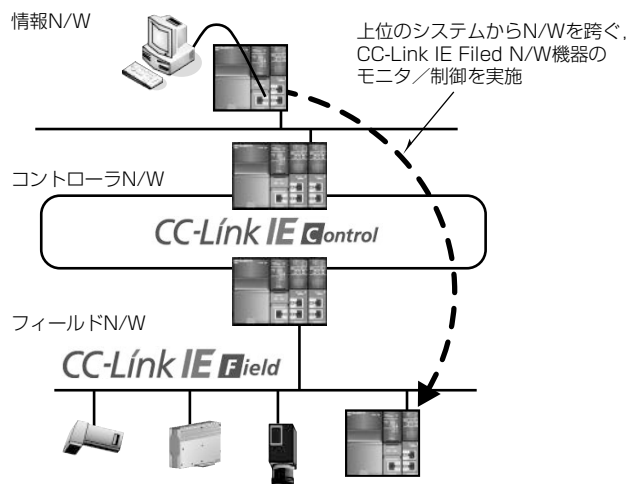 情報N/W
上位のシステムからN/Wを跨ぐ,
CC-Link IE Filed N/W機器の
モニタ/制御を実施
コントローラN/W
CC-Link IE Control
フィールドN/W
CC-Link IE Field